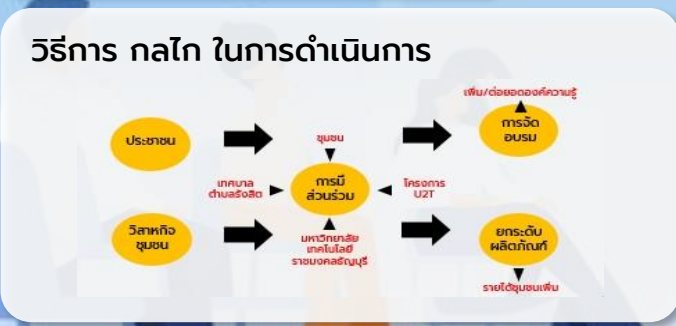 วิธีการ กลไก ในการดำเนินการ
เพิ่ม/ต่อยอดองค์ความรู้
ประชาชน
ชุมชน
การจัด
อบรม
เทศบาล
ตำบลรังสิต
การมี
ส่วนร่วม
โครงการ
U2T
วิสาหกิจ
ชุมชน
มหาวิทยาลัย
เทคโนโลยี
ราชมงคลธัญบุรี
ยกระดับ
ผลิตภัณฑ์
รายได้ชุมชนเพิ่ม